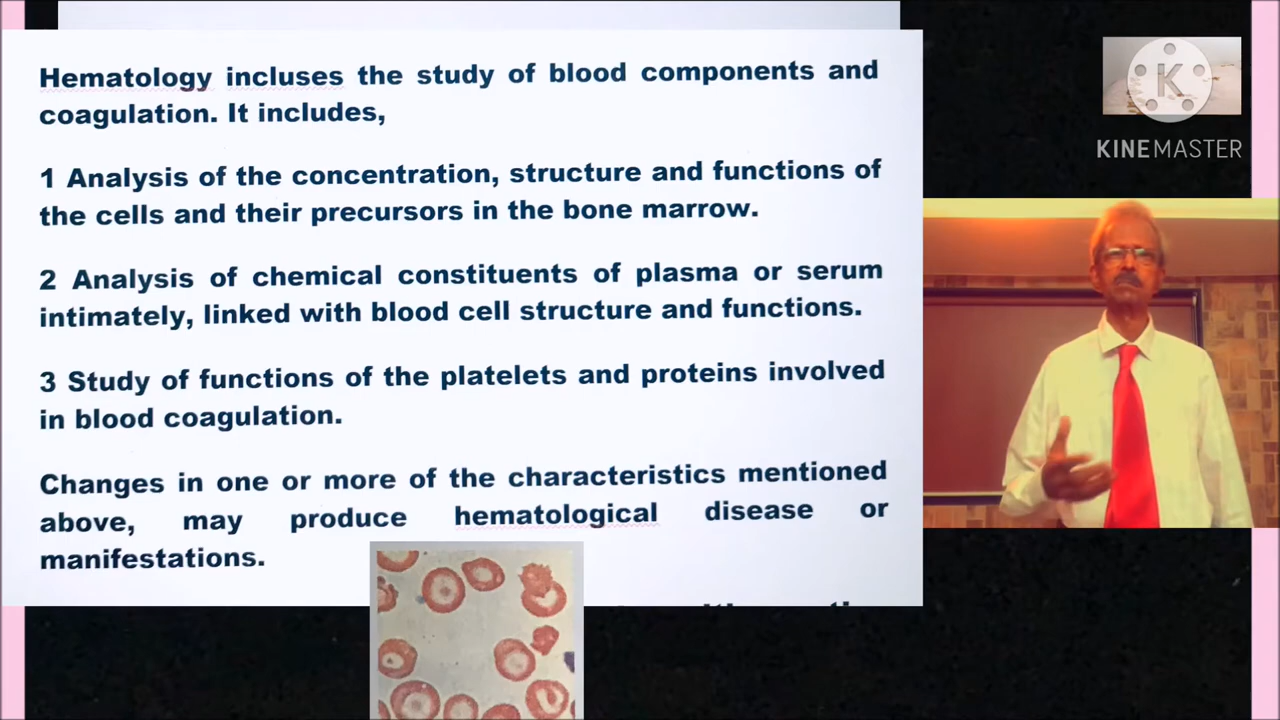 Hematology incluses the study of blood components and
coagulation. It includes,
1 Analysis of the concentration, structure and functions of
the cells and their precursors in the bone marrow.
2 Analysis of chemical constituents of plasma or serum
intimately, linked with blood cell structure and functions.
3 Study of functions of the platelets and proteins involved
in blood coagulation.
Changes in one or more of the characteristics mentioned
above, may produce hematological disease or
manifestations.
K
KINEMASTER